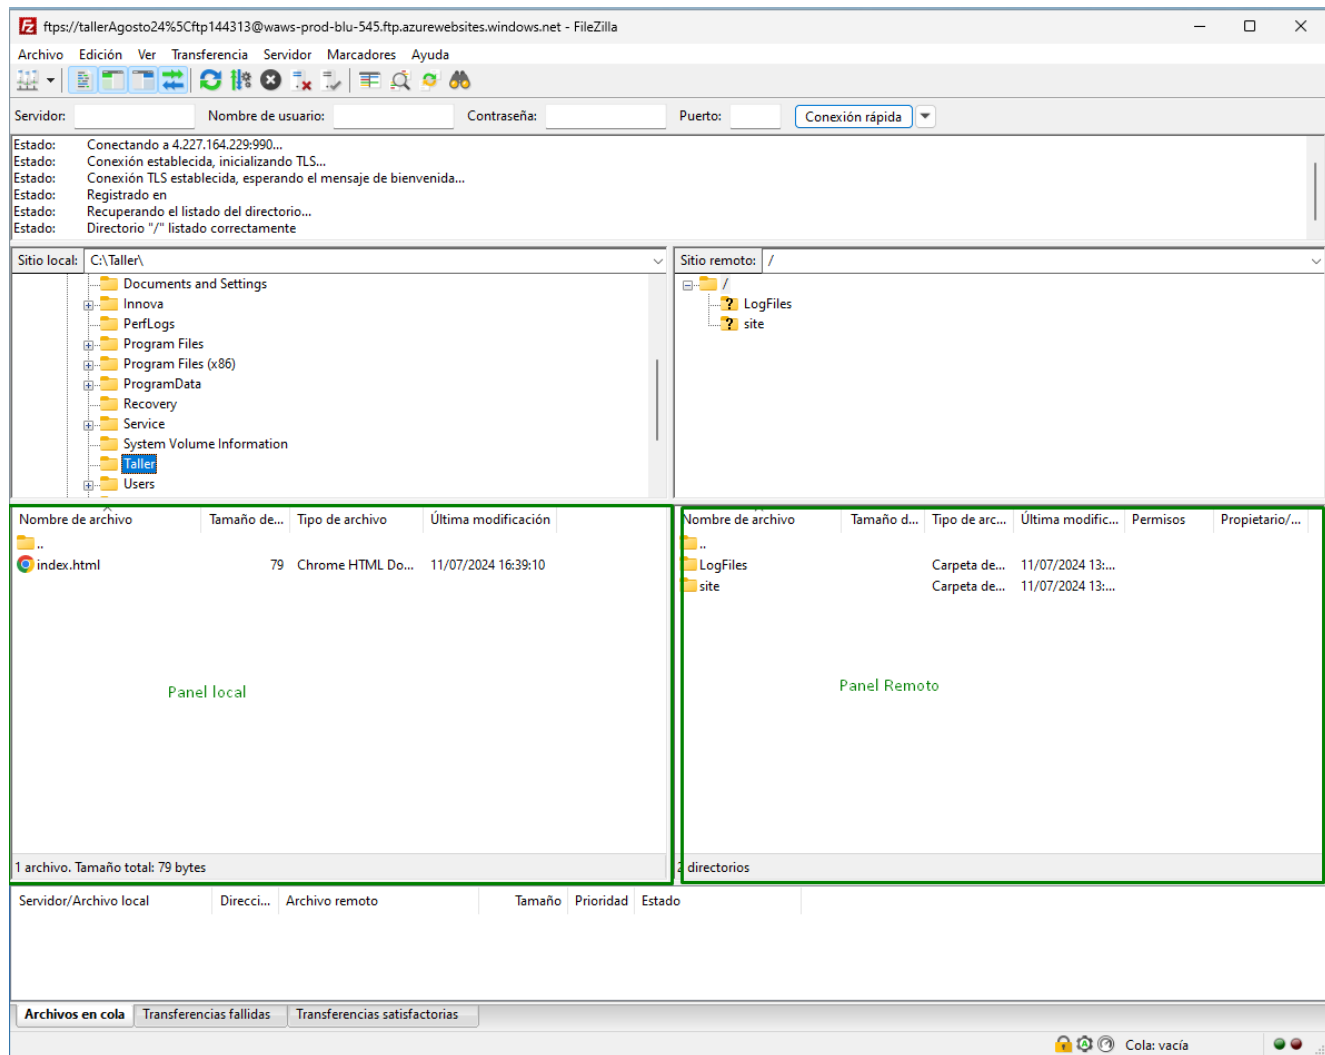 ftps://tallerAgosto24%5Cftp144313@waws-prod-blu-545.ftp.azurewebsites.windows.net - FileZilla
Archivo Edición Ver Transferencia Servidor Marcadores Ayuda
Servidor: Nombre de usuario: Contraseña: Puerto: Conexión rápida
Estado: Conectando a 4.227.164.229:990...
Estado: Conexión establecida, inicializando TLS...
Estado: Conexión TLS establecida, esperando el mensaje de bienvenida...
Estado: Registrado en
Estado: Recuperando el listado del directorio...
Estado: Directorio "/" listado correctamente
Sitio local: C:\Taller\
Documents and Settings
Innova
PerfLogs
Program Files
Program Files (x86)
ProgramData
Recovery
Service
System Volume Information
Taller
Users
Sitio remoto: /
/
LogFiles
site
Nombre de archivo Tamaño de... Tipo de archivo Última modificación
..
index.html 79 Chrome HTML Do... 11/07/2024 16:39:10
Panel local
1 archivo. Tamaño total: 79 bytes
Nombre de archivo Tamaño d... Tipo de arc... Última modific... Permisos Propietario/...
..
LogFiles Carpeta de... 11/07/2024 13:...
site Carpeta de... 11/07/2024 13:...
Panel Remoto
2 directorios
Servidor/Archivo local Direcci... Archivo remoto Tamaño Prioridad Estado
Archivos en cola Transferencias fallidas Transferencias satisfactorias
Cola: vacía